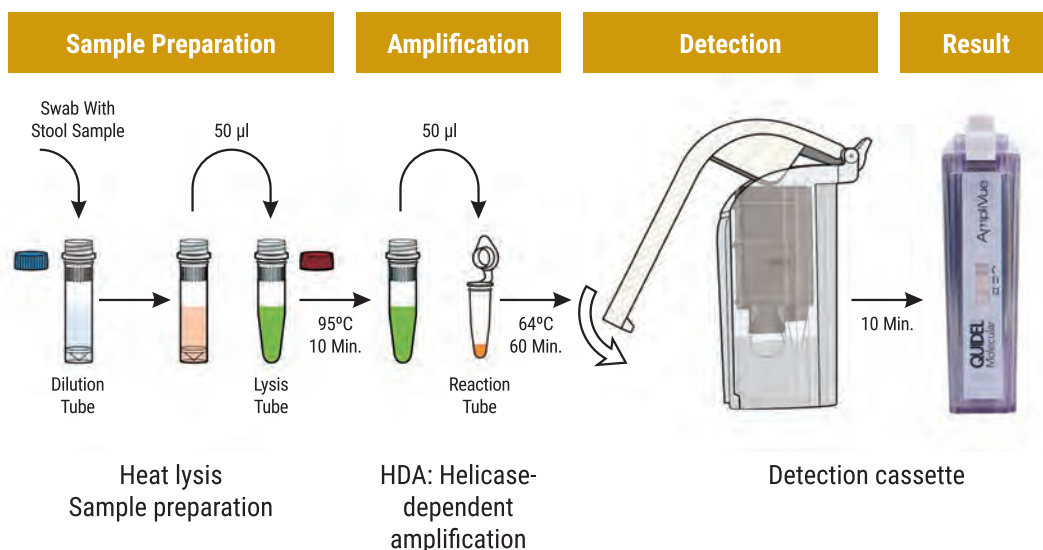 Sample Preparation
Amplification
Detection
Result
Swab With
Stool Sample
50 µl
50 µl
95ºC
10 Min.
64ºC
60 Min.
10 Min.
Dilution
Tube
Lysis
Tube
Reaction
Tube
AmpliVue
QUIDEL
Molecular
Heat lysis
Sample preparation
HDA: Helicase-
dependent
amplification
Detection cassette